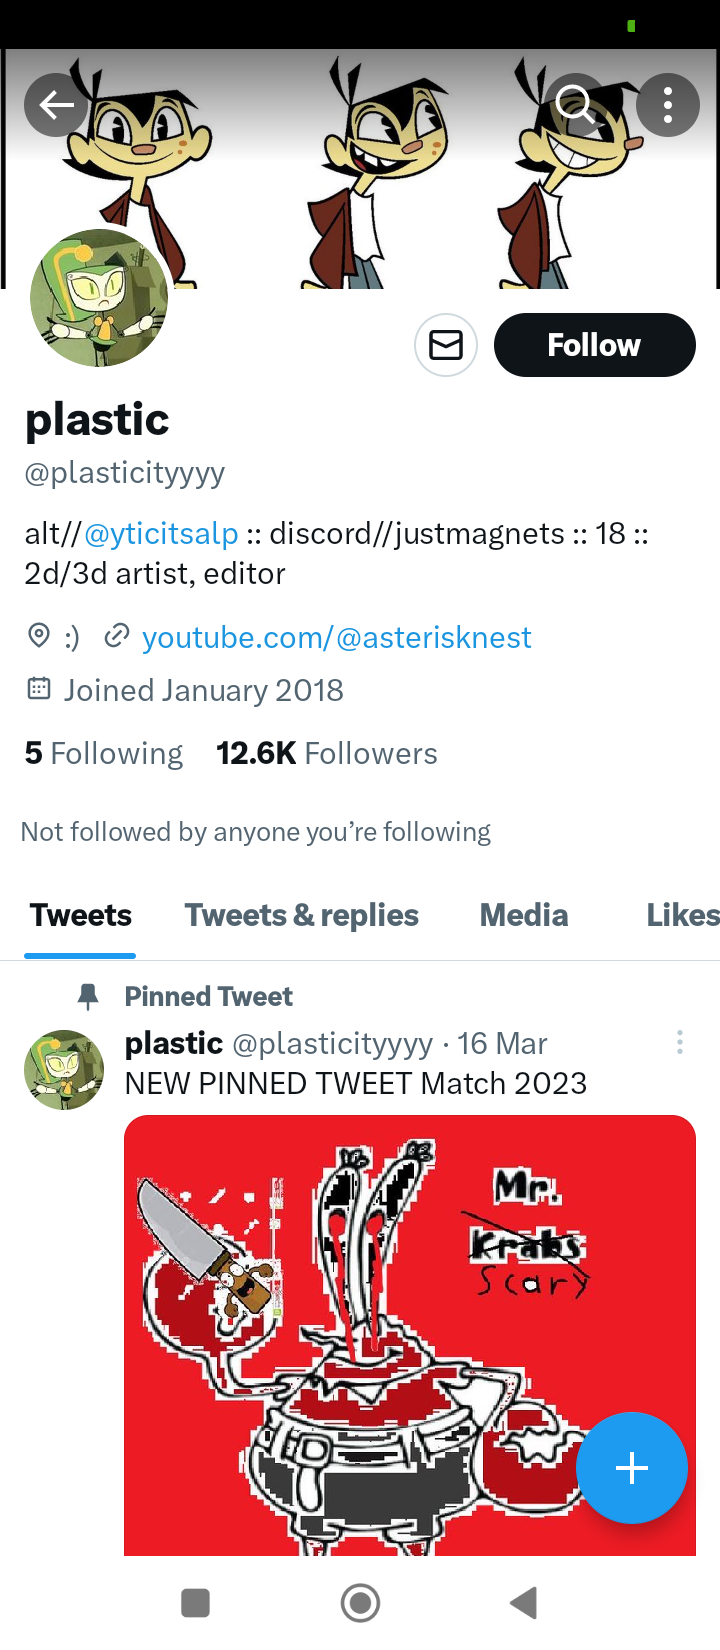 Follow
plastic
@plasticityyyy
alt//@yticitsalp :: discord//justmagnets :: 18 ::
2d/3d artist, editor
:) youtube.com/@asterisknest
Joined January 2018
5 Following 12.6K Followers
Not followed by anyone you’re following
Tweets Tweets & replies Media Likes
Pinned Tweet
plastic @plasticityyyy · 16 Mar
NEW PINNED TWEET Match 2023
Mr.
Krabs
Scary